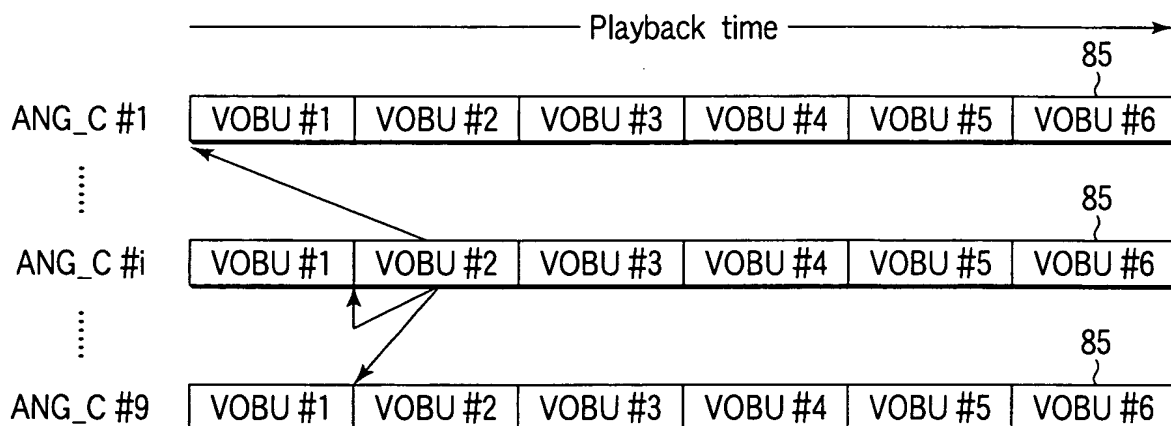 Playback time
85
ANG_C #1 VOBU #1 VOBU #2 VOBU #3 VOBU #4 VOBU #5 VOBU #6
85
ANG_C #i VOBU #1 VOBU #2 VOBU #3 VOBU #4 VOBU #5 VOBU #6
85
ANG_C #9 VOBU #1 VOBU #2 VOBU #3 VOBU #4 VOBU #5 VOBU #6